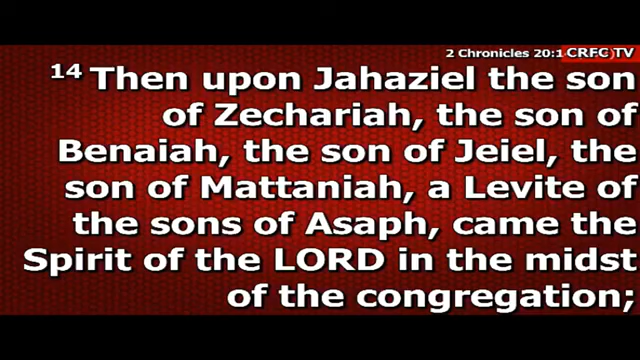 2 Chronicles 20:1 CRFC TV
14 Then upon Jahaziel the son
of Zechariah, the son of
Benaiah, the son of Jeiel, the
son of Mattaniah, a Levite of
the sons of Asaph, came the
Spirit of the LORD in the midst
of the congregation;